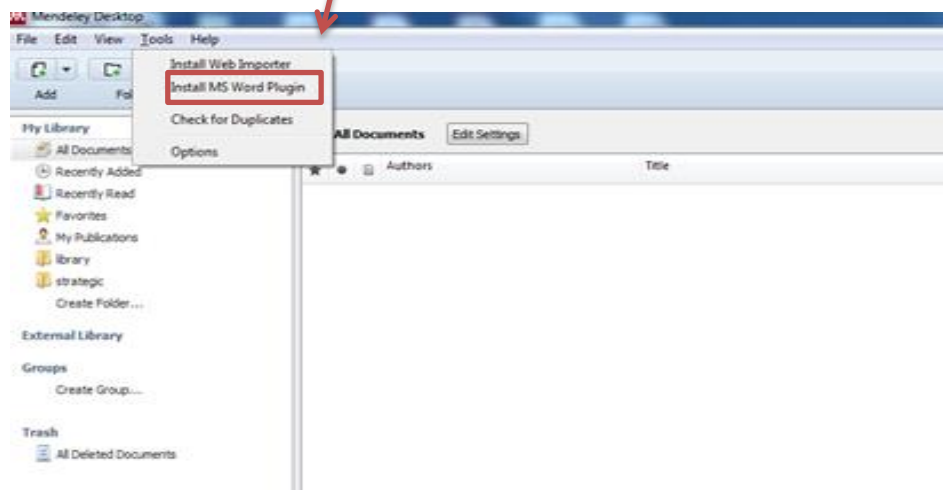 Mendeley Desktop
File Edit View Tools Help
Install Web Importer
Install MS Word Plugin
Check for Duplicates
Options
Add Fol
My Library
All Documents
Recently Added
Recently Read
Favorites
My Publications
library
strategic
Create Folder...
External Library
Groups
Create Group...
Trash
All Deleted Documents
All Documents Edit Settings
Authors Title